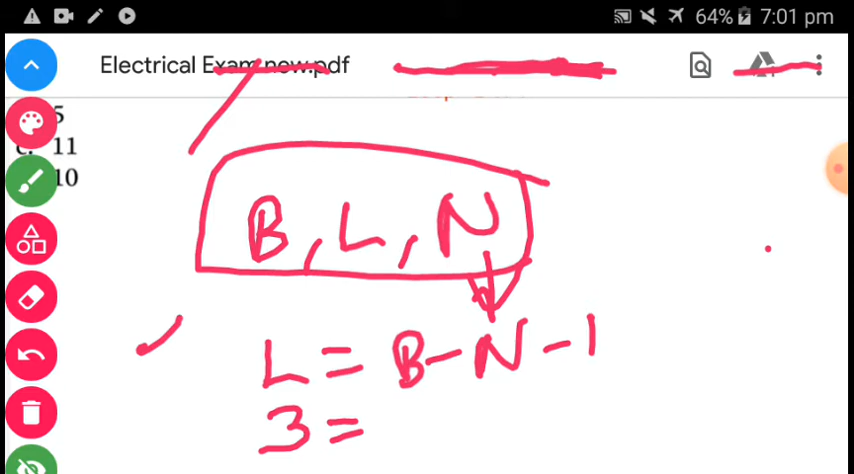 64% 7:01 pm
Electrical Exam new.pdf
5
c. 11
10
B, L, N
L = B - N - 1
3 =